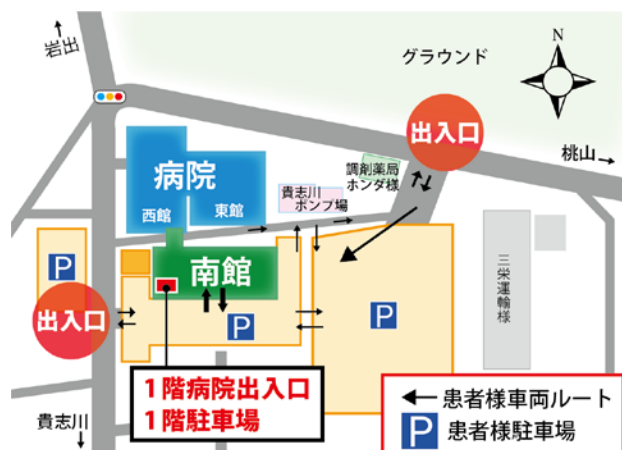 岩出
グラウンド
N
出入口
桃山
病院
西館
東館
調剤薬局
ホンダ様
貴志川
ポンプ場
南館
P
出入口
P
P
三栄運輸様
1階病院出入口
1階駐車場
貴志川
患者様車両ルート
P 患者様駐車場